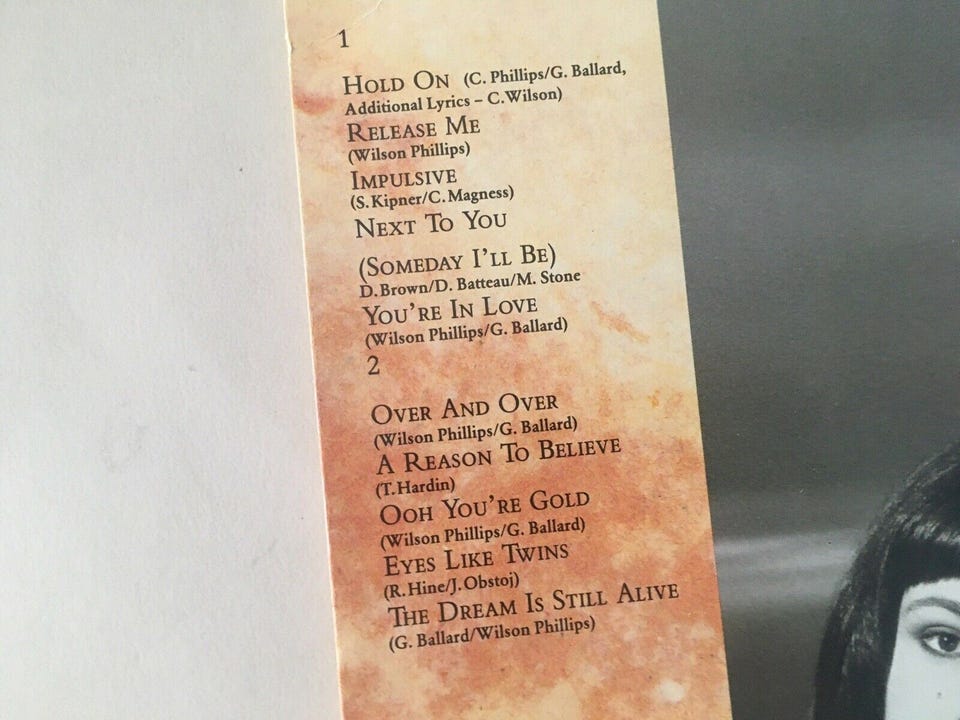 1
Hold On (C. Phillips/G. Ballard,
Additional Lyrics – C. Wilson)
Release Me
(Wilson Phillips)
Impulsive
(S. Kipner/C. Magness)
Next To You
(Someday I'll Be)
D. Brown/D. Batteau/M. Stone
You're In Love
(Wilson Phillips/G. Ballard)
2
Over And Over
(Wilson Phillips/G. Ballard)
A Reason To Believe
(T. Hardin)
Ooh You're Gold
(Wilson Phillips/G. Ballard)
Eyes Like Twins
(R. Hine/J. Obstoj)
The Dream Is Still Alive
(G. Ballard/Wilson Phillips)